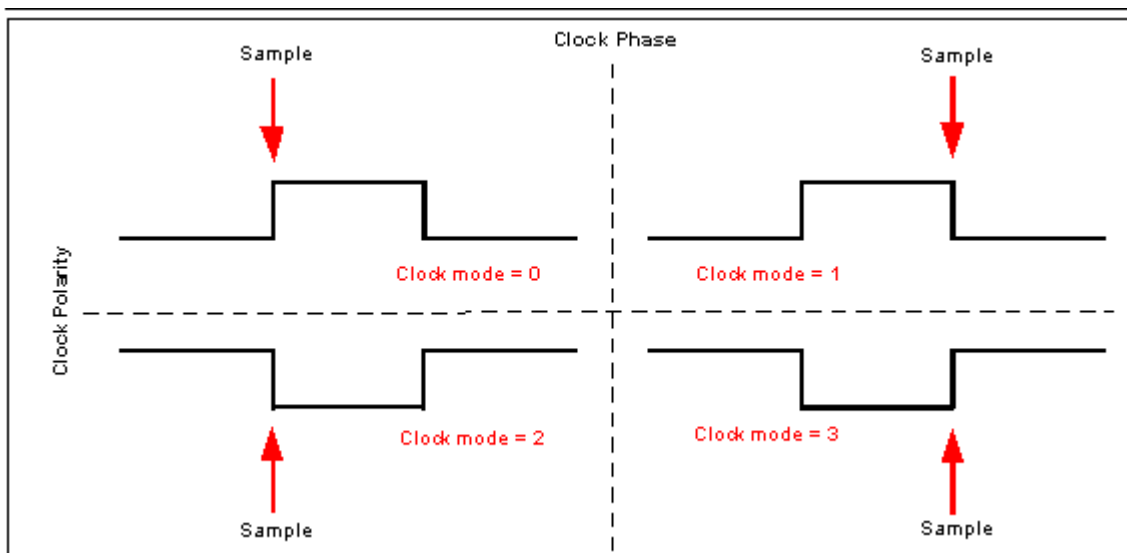 Clock Phase
Sample
Sample
Clock Polarity
Clock mode = 0
Clock mode = 1
Clock mode = 2
Clock mode = 3
Sample
Sample